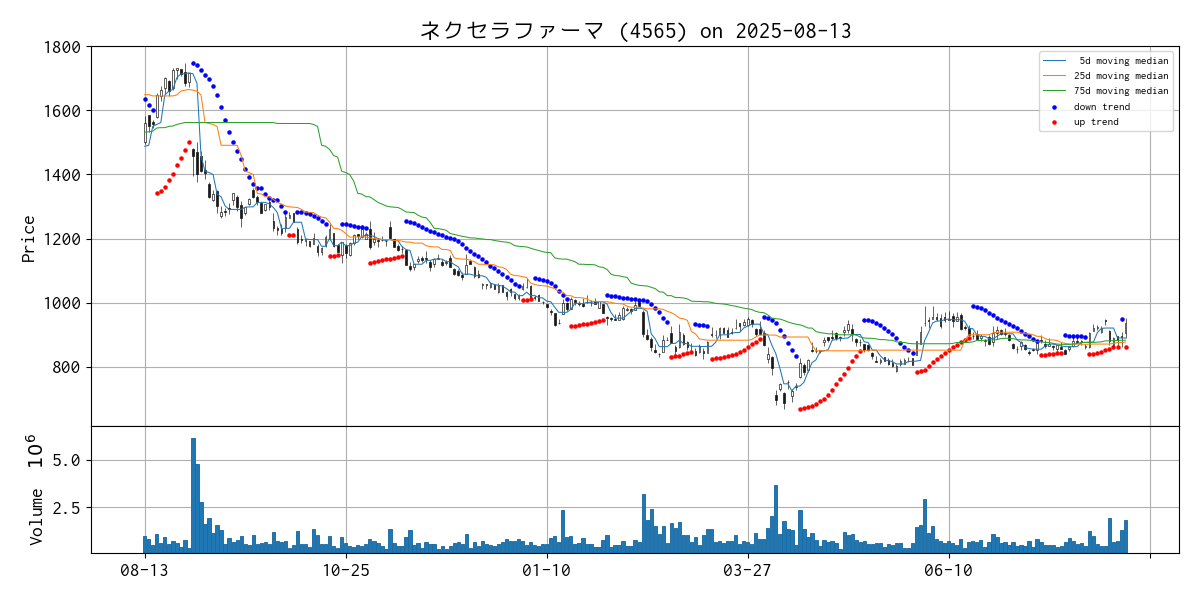 ネクセラファーマ (4565) on 2025-08-13
1800
1600
1400
1200
1000
800
Price
5d moving median
25d moving median
75d moving median
down trend
up trend
5.0
2.5
Volume 10^6
08-13
10-25
01-10
03-27
06-10